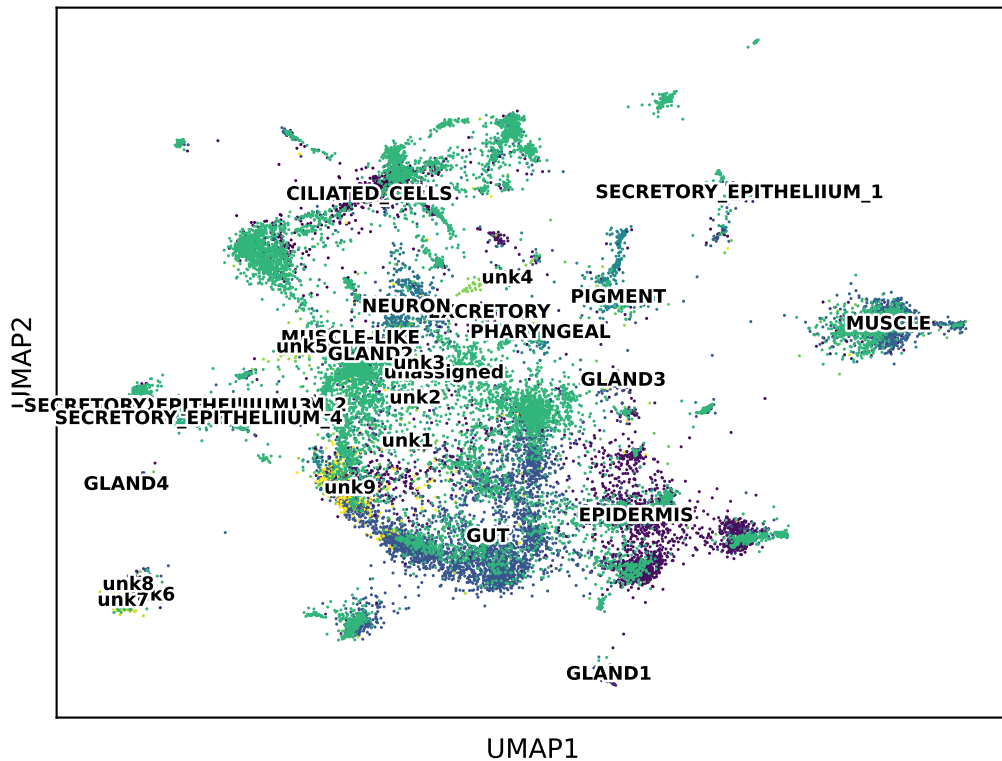 CILIATED_CELLS
SECRETORY_EPITHELIIUM_1
unk4
PIGMENT
NEURON
PHARYNGEAL
MUSCLE
MUSCLE-LIKE
unk5
GLAND2
unk3
unassigned
GLAND3
unk2
SECRETORY_EPITHELIIUM_4
unk1
GLAND4
unk9
EPIDERMIS
GUT
unk8
unk7
GLAND1
UMAP2
UMAP1